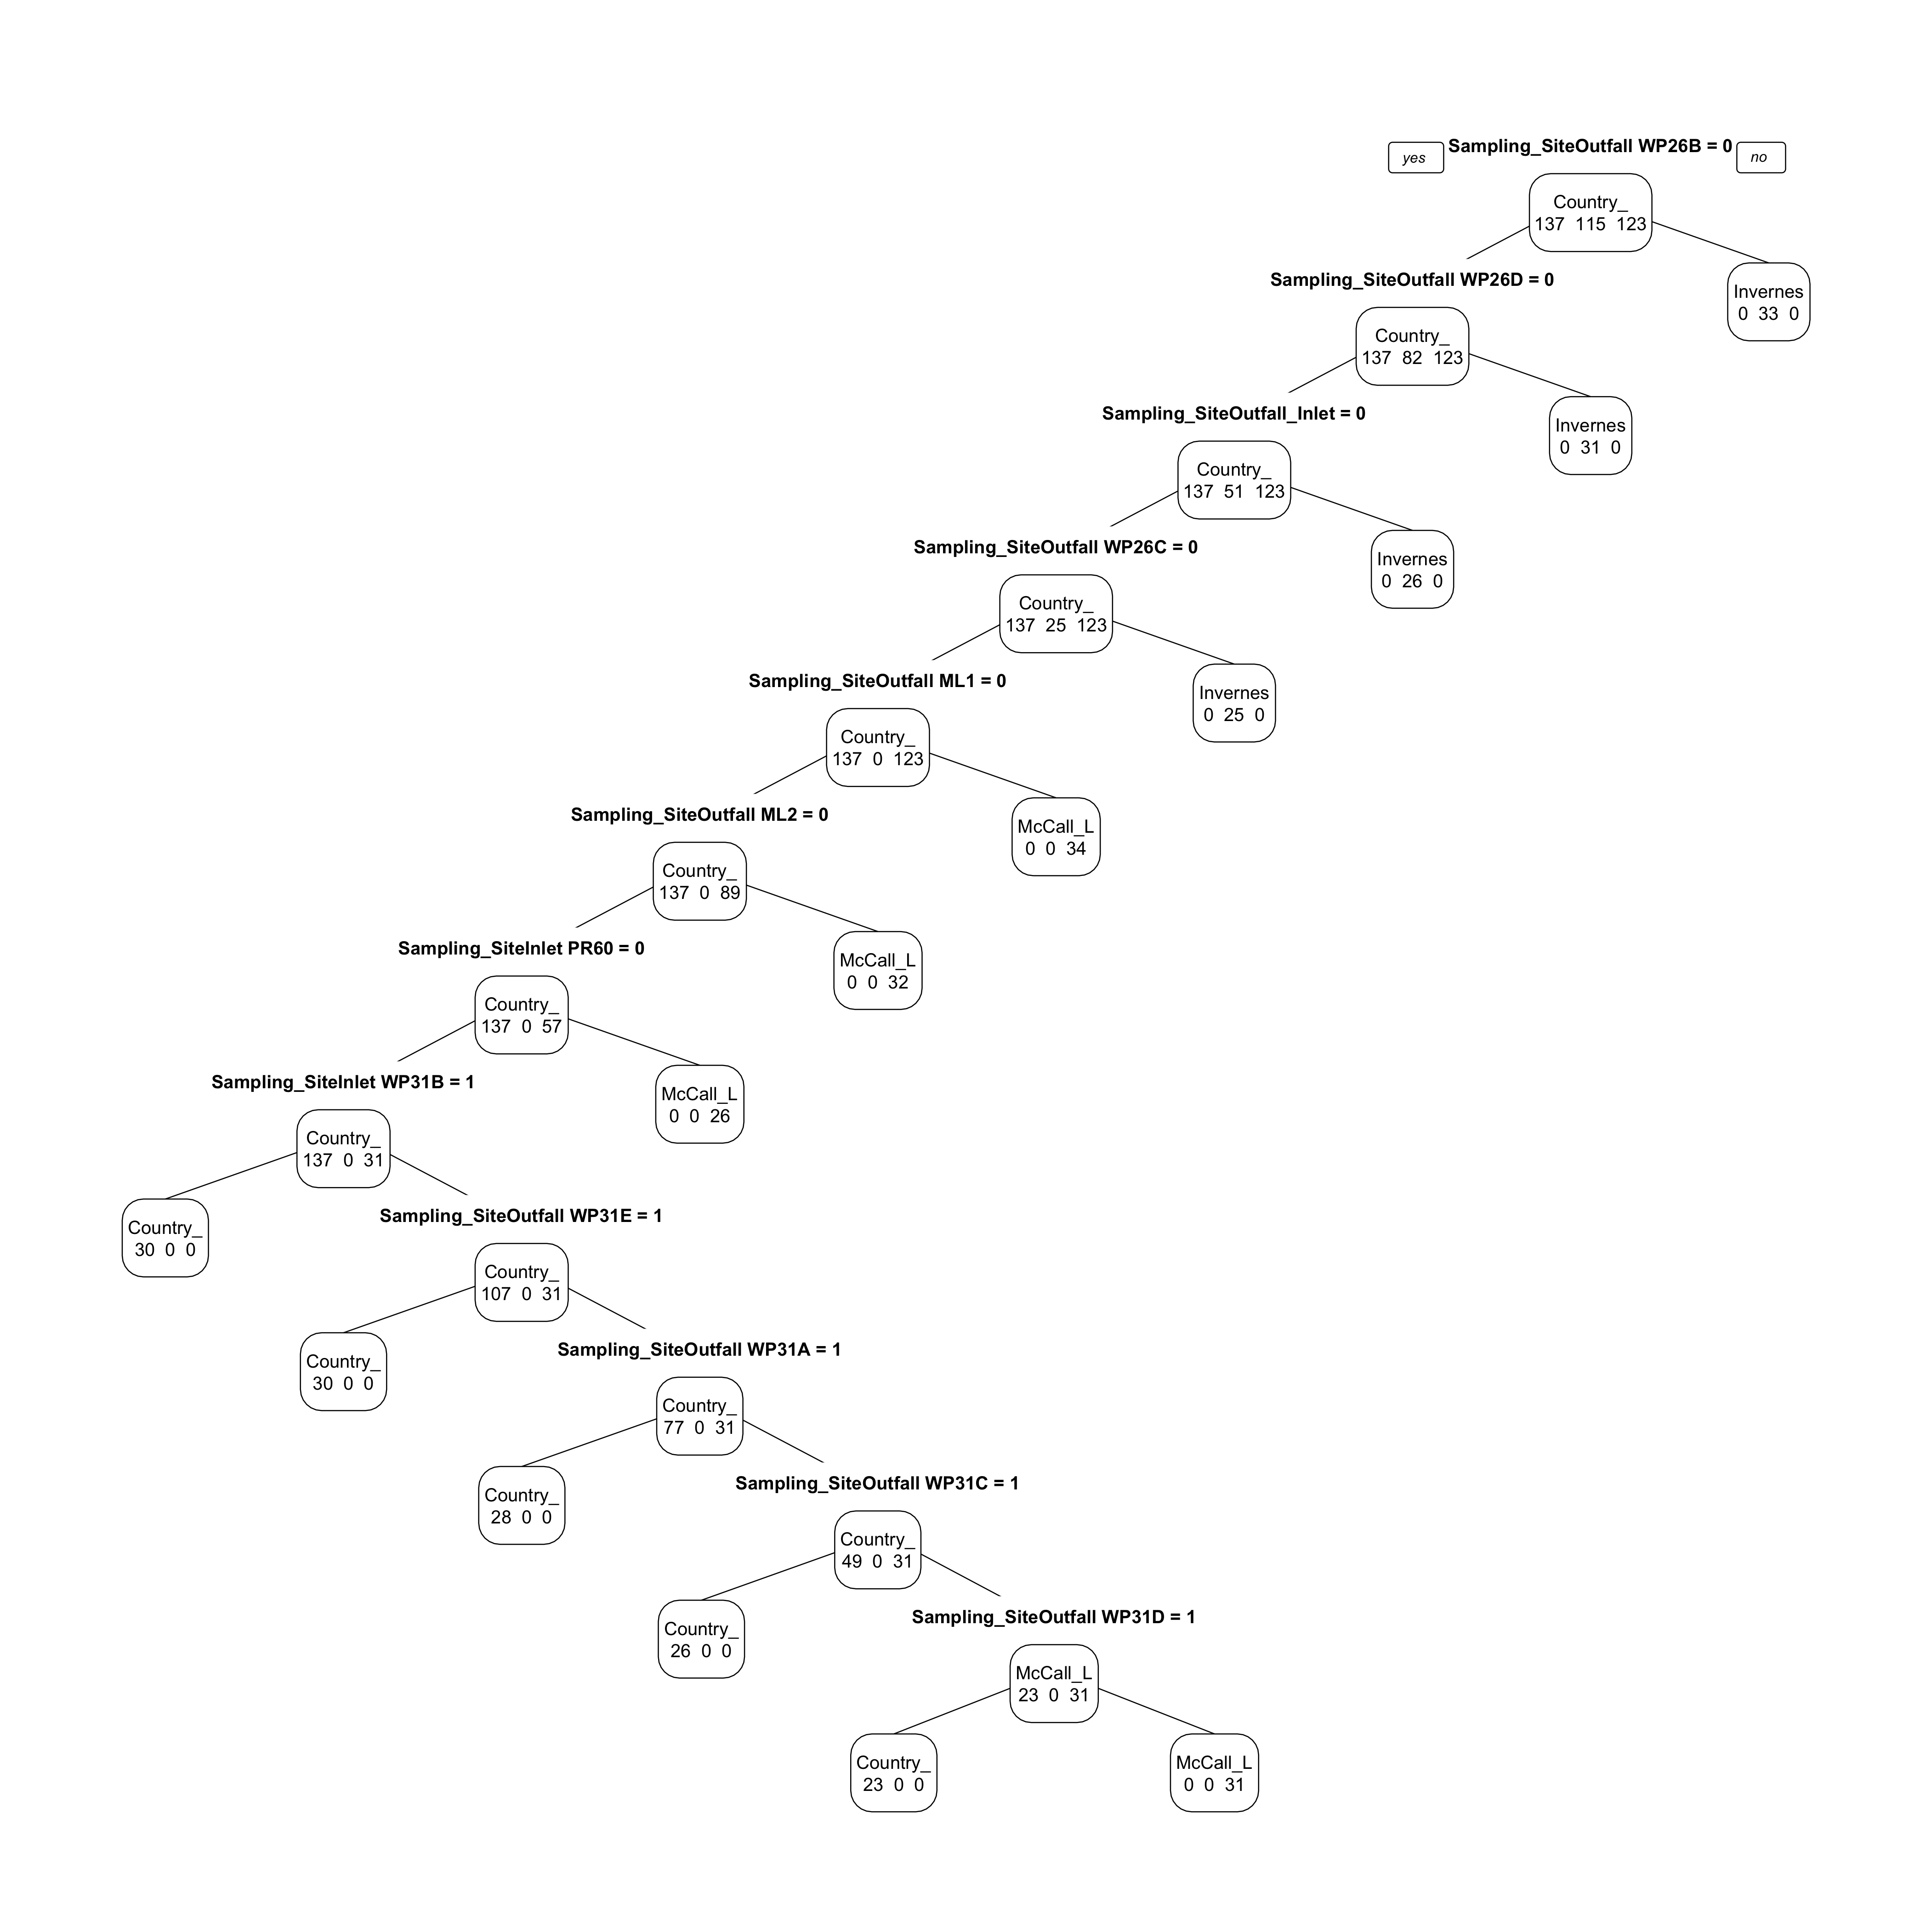 Sampling_SiteOutfall WP26B = 0
yes
no
Country_
137 115 123
Invernes
0 33 0
Sampling_SiteOutfall WP26D = 0
Country_
137 82 123
Invernes
0 31 0
Sampling_SiteOutfall_Inlet = 0
Country_
137 51 123
Invernes
0 26 0
Sampling_SiteOutfall WP26C = 0
Country_
137 25 123
Invernes
0 25 0
Sampling_SiteOutfall ML1 = 0
Country_
137 0 123
McCall_L
0 0 34
Sampling_SiteOutfall ML2 = 0
Country_
137 0 89
McCall_L
0 0 32
Sampling_SiteInlet PR60 = 0
Country_
137 0 57
McCall_L
0 0 26
Sampling_SiteInlet WP31B = 1
Country_
137 0 31
Country_
30 0 0
Sampling_SiteOutfall WP31E = 1
Country_
107 0 31
Country_
30 0 0
Sampling_SiteOutfall WP31A = 1
Country_
77 0 31
Country_
28 0 0
Sampling_SiteOutfall WP31C = 1
Country_
49 0 31
Country_
26 0 0
Sampling_SiteOutfall WP31D = 1
McCall_L
23 0 31
Country_
23 0 0
McCall_L
0 0 31